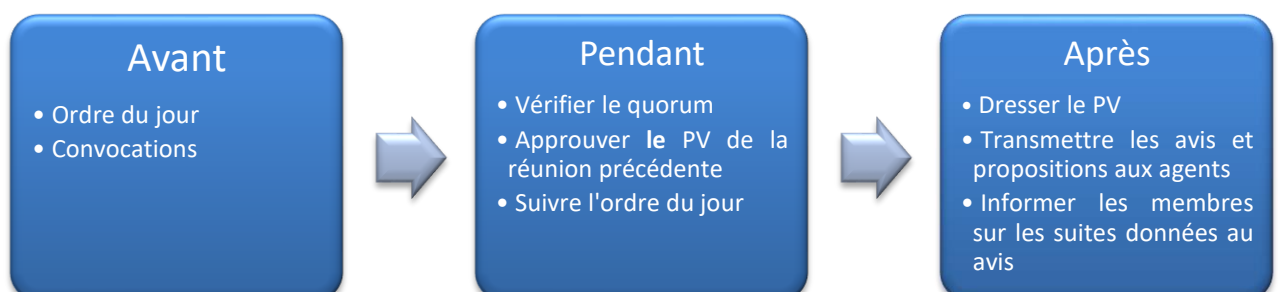 Avant
• Ordre du jour
• Convocations
Pendant
• Vérifier le quorum
• Approuver le PV de la
réunion précédente
• Suivre l'ordre du jour
Après
• Dresser le PV
• Transmettre les avis et
propositions aux agents
• Informer les membres
sur les suites données au
avis